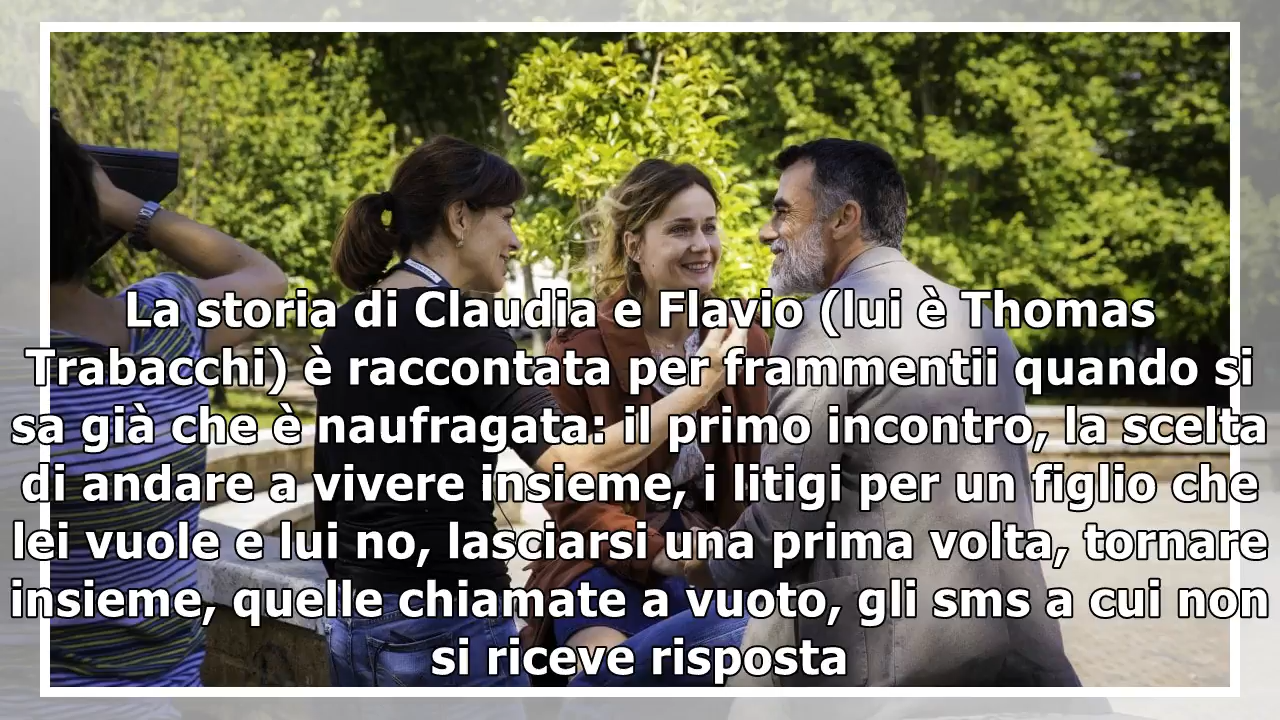 La storia di Claudia e Flavio (lui è Thomas
Trabacchi) è raccontata per frammentii quando si
sa già che è naufragata: il primo incontro, la scelta
di andare a vivere insieme, i litigi per un figlio che
lei vuole e lui no, lasciarsi una prima volta, tornare
insieme, quelle chiamate a vuoto, gli sms a cui non
si riceve risposta